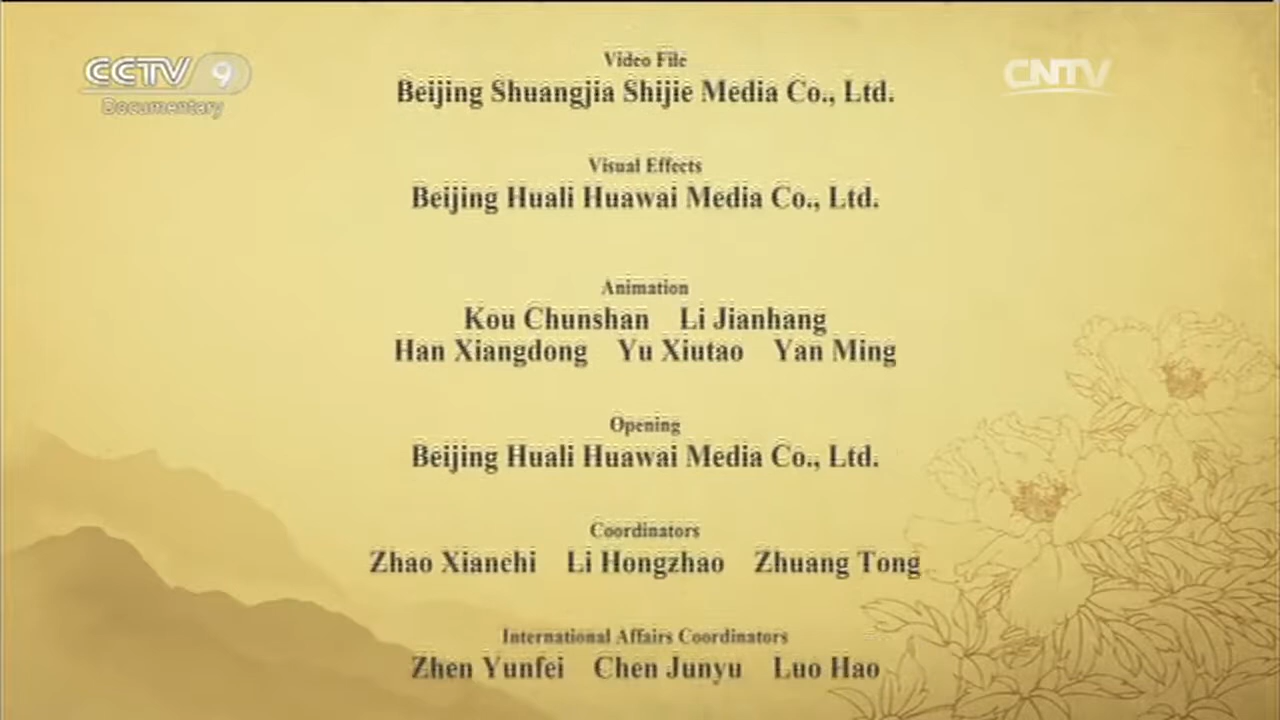 CCTV 9
Documentary
CNTV
Video File
Beijing Shuangjia Shijie Media Co., Ltd.
Visual Effects
Beijing Huali Huawai Media Co., Ltd.
Animation
Kou Chunshan Li Jianhang
Han Xiangdong Yu Xiutao Yan Ming
Opening
Beijing Huali Huawai Media Co., Ltd.
Coordinators
Zhao Xianchi Li Hongzhao Zhuang Tong
International Affairs Coordinators
Zhen Yunfei Chen Junyu Luo Hao